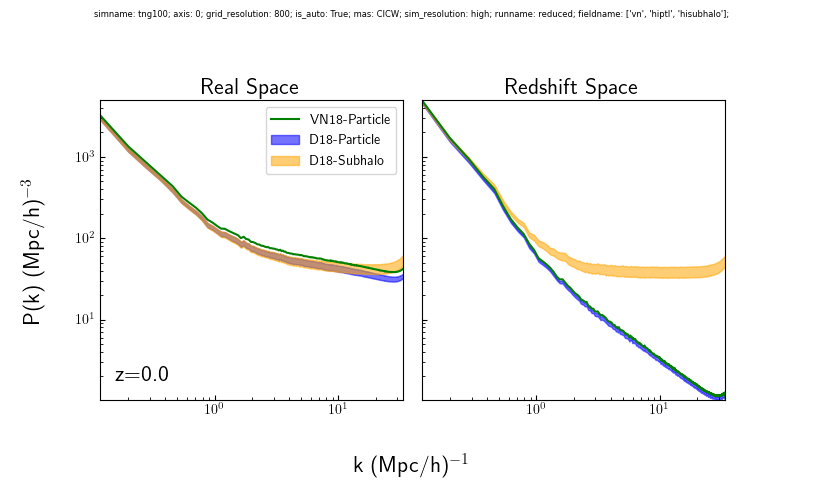 simname: tng100; axis: 0; grid_resolution: 800; is_auto: True; mas: CICW; sim_resolution: high; runname: reduced; fieldname: ['vn', 'hiptl', 'hisubhalo'];
Real Space
Redshift Space
VN18-Particle
D18-Particle
D18-Subhalo
10³
10²
10¹
P(k) (Mpc/h)⁻³
z=0.0
10⁰ 10¹
10⁰ 10¹
k (Mpc/h)⁻¹